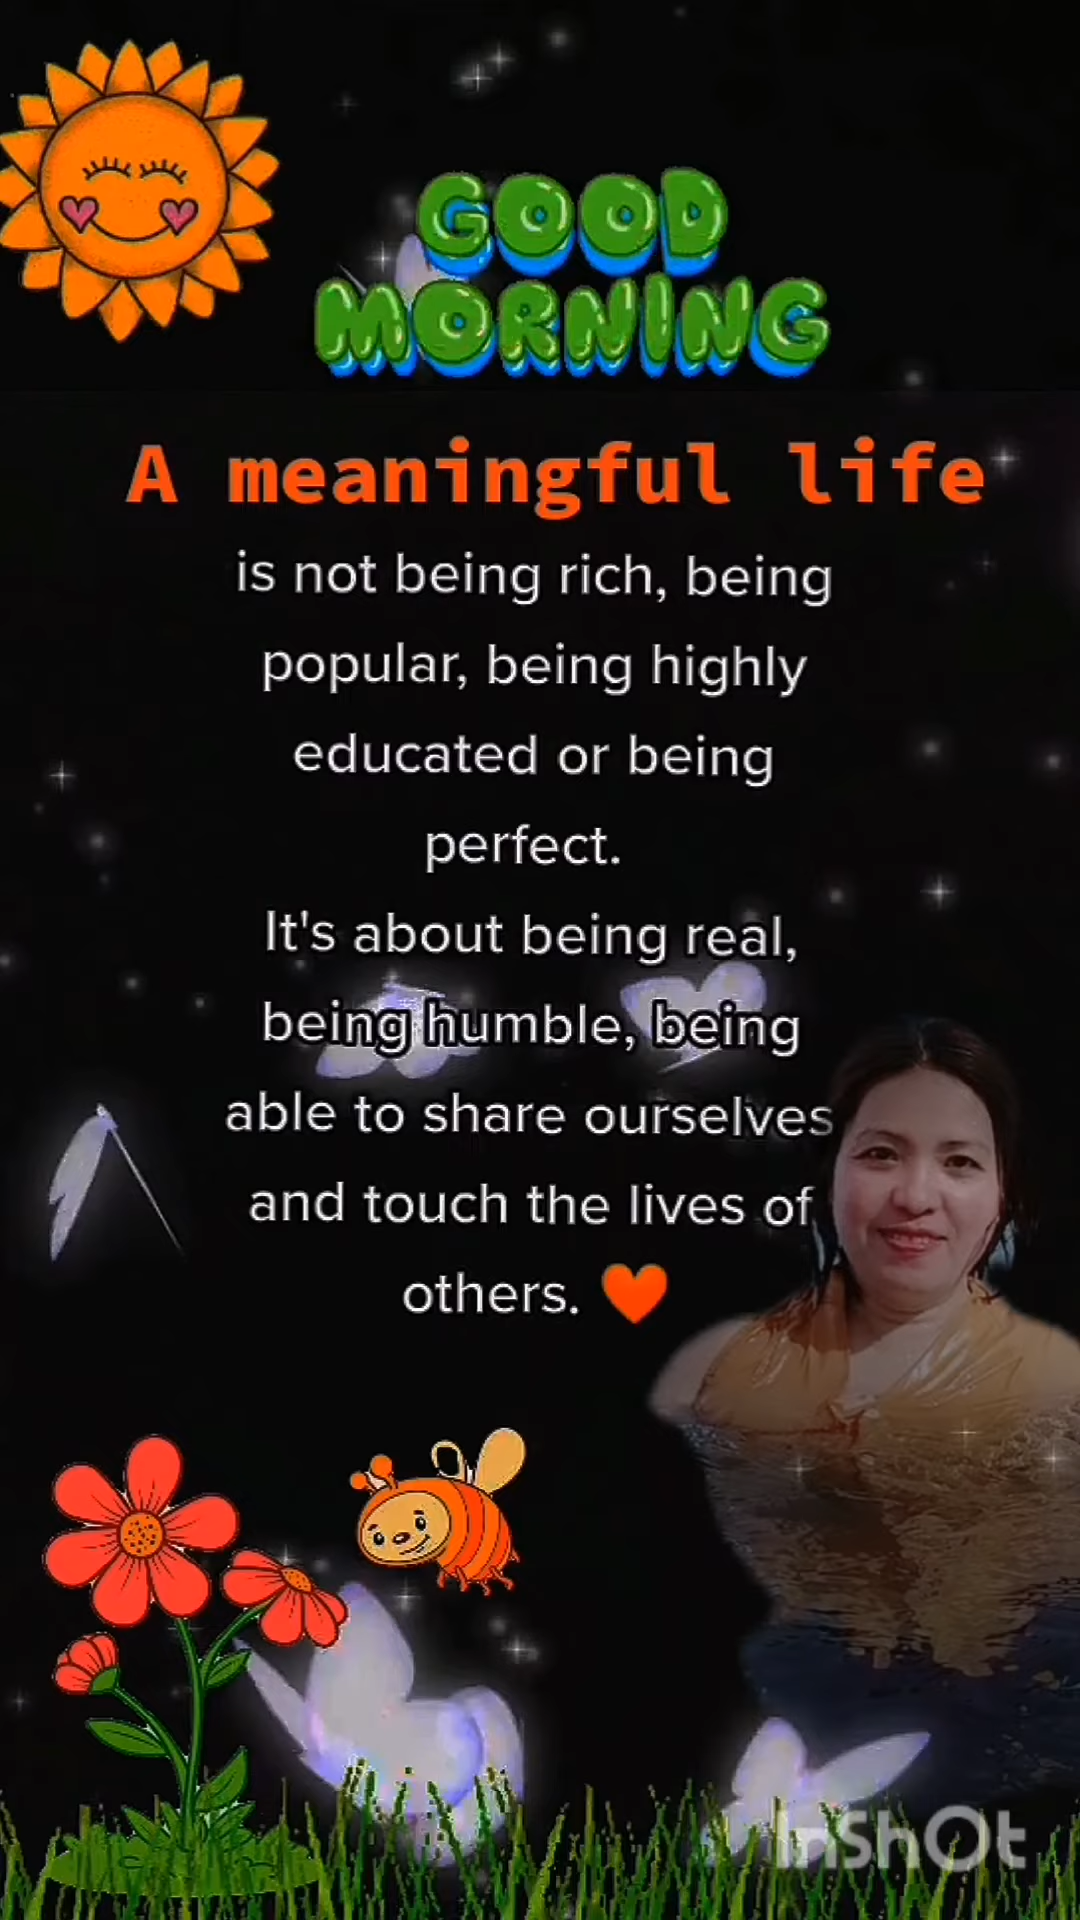 GOOD
MORNING
A meaningful life
is not being rich, being
popular, being highly
educated or being
perfect.
It's about being real,
being humble, being
able to share ourselves
and touch the lives of
others. 🧡
InShOt